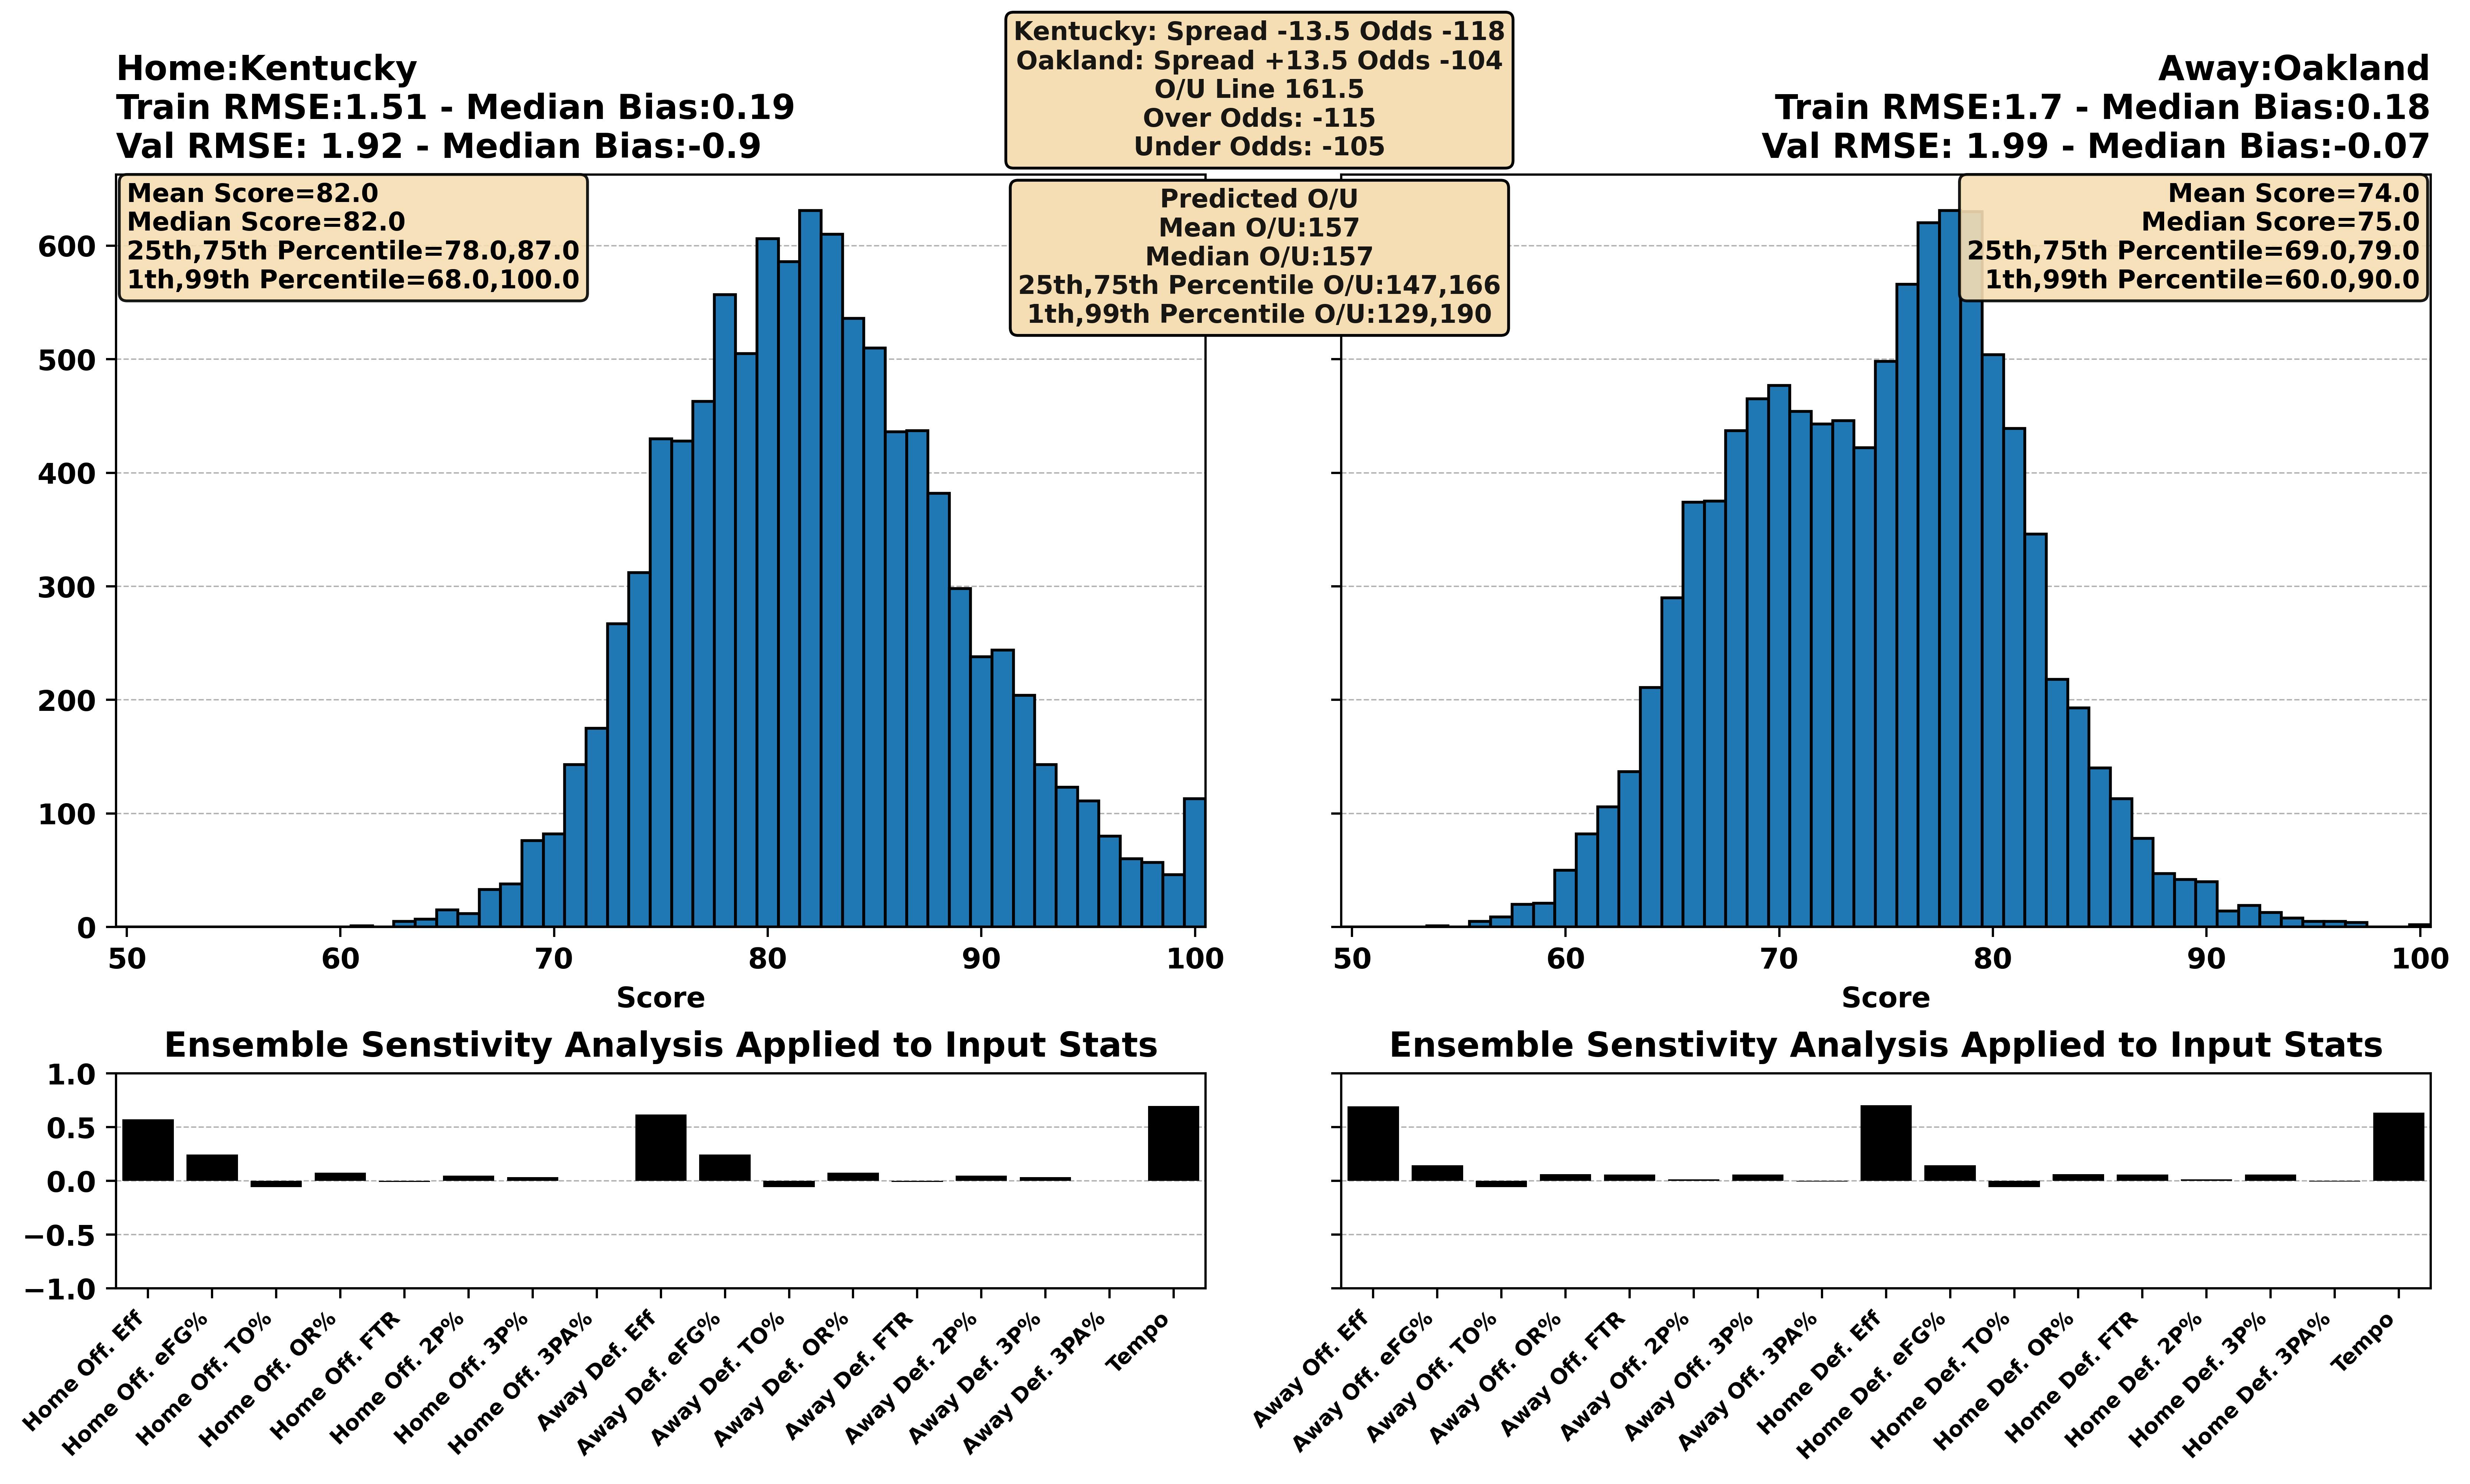 Kentucky: Spread -13.5 Odds -118
Oakland: Spread +13.5 Odds -104
O/U Line 161.5
Over Odds: -115
Under Odds: -105
Home:Kentucky
Train RMSE:1.51 - Median Bias:0.19
Val RMSE: 1.92 - Median Bias:-0.9
Away:Oakland
Train RMSE:1.7 - Median Bias:0.18
Val RMSE: 1.99 - Median Bias:-0.07
Mean Score=82.0
Median Score=82.0
25th,75th Percentile=78.0,87.0
1th,99th Percentile=68.0,100.0
Predicted O/U
Mean O/U:157
Median O/U:157
25th,75th Percentile O/U:147,166
1th,99th Percentile O/U:129,190
Mean Score=74.0
Median Score=75.0
25th,75th Percentile=69.0,79.0
1th,99th Percentile=60.0,90.0
600
500
400
300
200
100
0
50 60 70 80 90 100
Score
50 60 70 80 90 100
Score
Ensemble Senstivity Analysis Applied to Input Stats
1.0
0.5
0.0
−0.5
−1.0
Home Off. Eff
Home Off. eFG%
Home Off. TO%
Home Off. OR%
Home Off. FTR
Home Off. 2P%
Home Off. 3P%
Home Off. 3PA%
Away Def. Eff
Away Def. eFG%
Away Def. TO%
Away Def. OR%
Away Def. FTR
Away Def. 2P%
Away Def. 3P%
Away Def. 3PA%
Tempo
Ensemble Senstivity Analysis Applied to Input Stats
Away Off. Eff
Away Off. eFG%
Away Off. TO%
Away Off. OR%
Away Off. FTR
Away Off. 2P%
Away Off. 3P%
Away Off. 3PA%
Home Def. Eff
Home Def. eFG%
Home Def. TO%
Home Def. OR%
Home Def. FTR
Home Def. 2P%
Home Def. 3P%
Home Def. 3PA%
Tempo